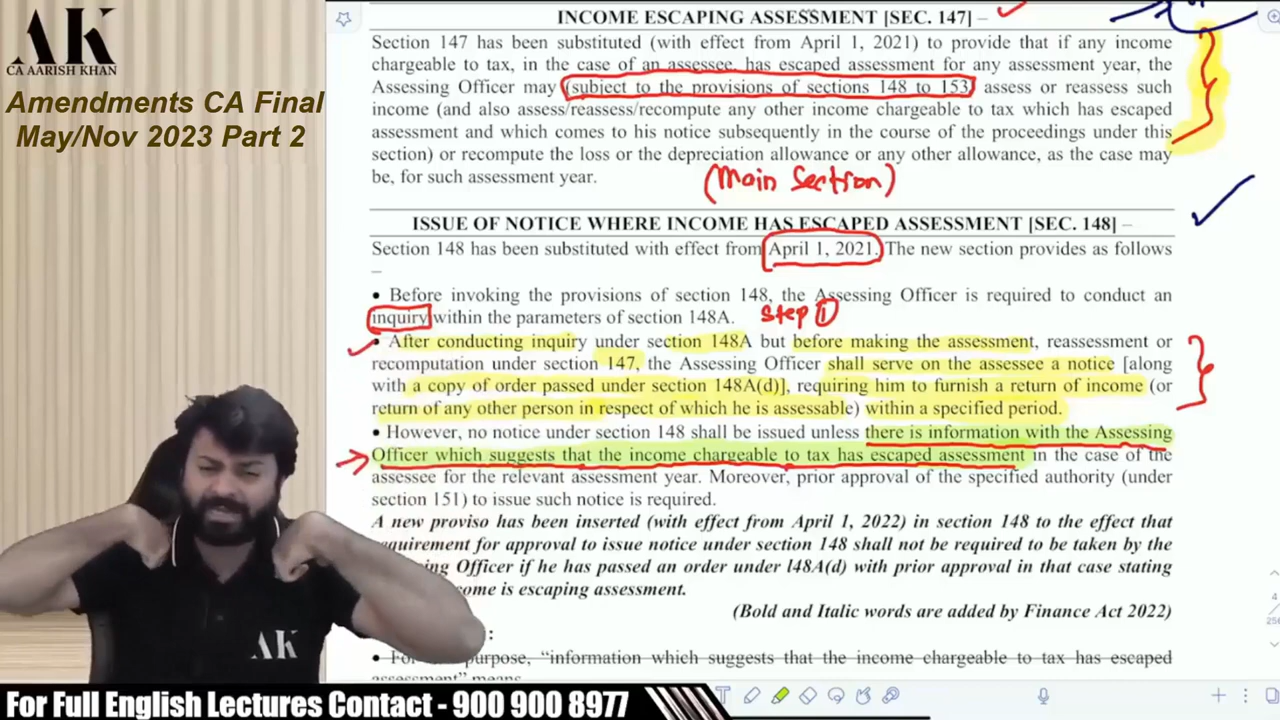 AK
CA AARISH KHAN
Amendments CA Final
May/Nov 2023 Part 2
INCOME ESCAPING ASSESSMENT [SEC. 147] –
Section 147 has been substituted (with effect from April 1, 2021) to provide that if any income
chargeable to tax, in the case of an assessee, has escaped assessment for any assessment year, the
Assessing Officer may (subject to the provisions of sections 148 to 153) assess or reassess such
income (and also assess/reassess/recompute any other income chargeable to tax which has escaped
assessment and which comes to his notice subsequently in the course of the proceedings under this
section) or recompute the loss or the depreciation allowance or any other allowance, as the case may
be, for such assessment year.
(Main Section)
ISSUE OF NOTICE WHERE INCOME HAS ESCAPED ASSESSMENT [SEC. 148] –
Section 148 has been substituted with effect from April 1, 2021. The new section provides as follows
–
• Before invoking the provisions of section 148, the Assessing Officer is required to conduct an
inquiry within the parameters of section 148A. Step 1
• After conducting inquiry under section 148A but before making the assessment, reassessment or
recomputation under section 147, the Assessing Officer shall serve on the assessee a notice [along
with a copy of order passed under section 148A(d)], requiring him to furnish a return of income (or
return of any other person in respect of which he is assessable) within a specified period.
• However, no notice under section 148 shall be issued unless there is information with the Assessing
Officer which suggests that the income chargeable to tax has escaped assessment in the case of the
assessee for the relevant assessment year. Moreover, prior approval of the specified authority (under
section 151) to issue such notice is required.
A new proviso has been inserted (with effect from April 1, 2022) in section 148 to the effect that
requirement for approval to issue notice under section 148 shall not be required to be taken by the
Officer if he has passed an order under l48A(d) with prior approval in that case stating
is escaping assessment.
(Bold and Italic words are added by Finance Act 2022)
:
• purpose, “information which suggests that the income chargeable to tax has escaped
assessment” means
AK
For Full English Lectures Contact - 900 900 8977
4
256